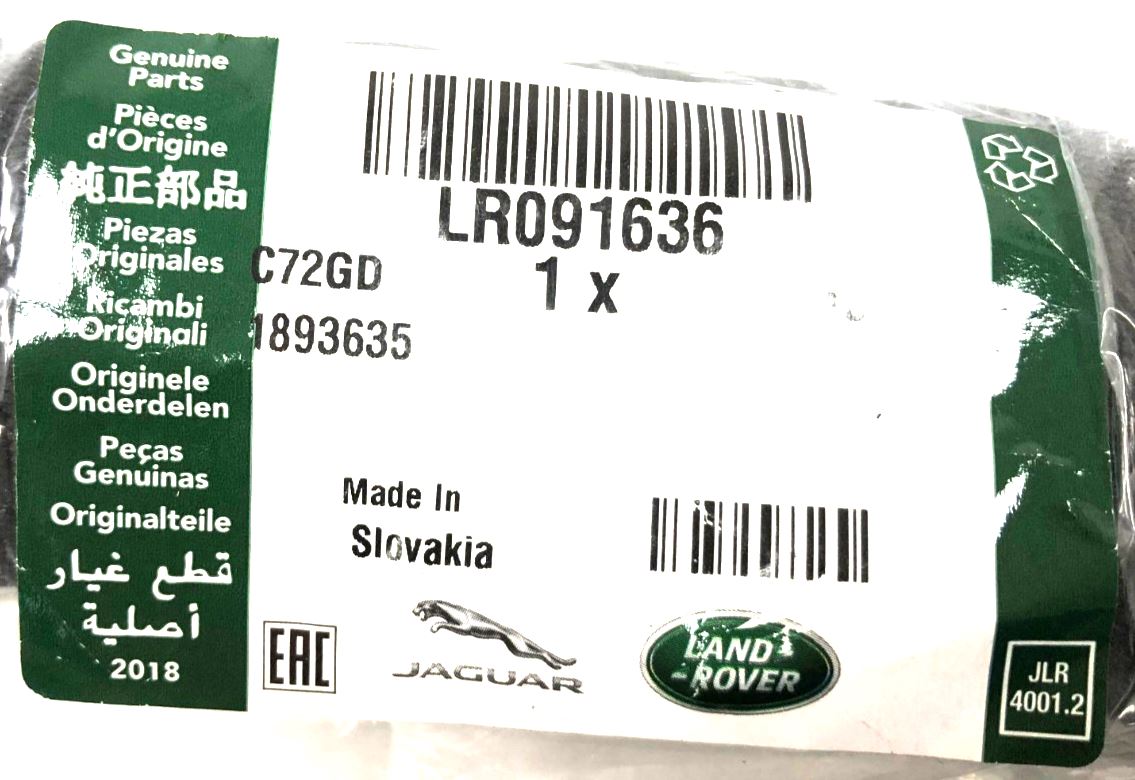 Genuine
Parts
Pièces
d'Origine
純正部品
Piezas
Originales
Ricambi
Originali
Originele
Onderdelen
Peças
Genuinas
Originalteile
قطع غيار
أصلية
2018
LR091636
1 x
C72GD
1893635
Made In
Slovakia
EAC
JAGUAR
LAND
ROVER
JLR
4001.2